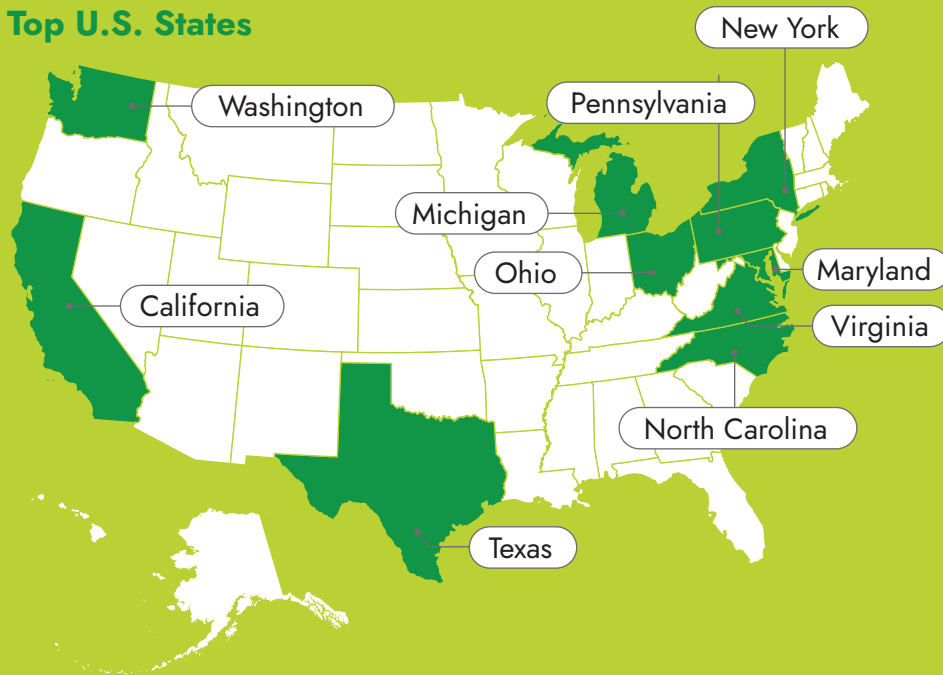 Top U.S. States
New York
Pennsylvania
Washington
Michigan
Ohio
Maryland
California
Virginia
North Carolina
Texas